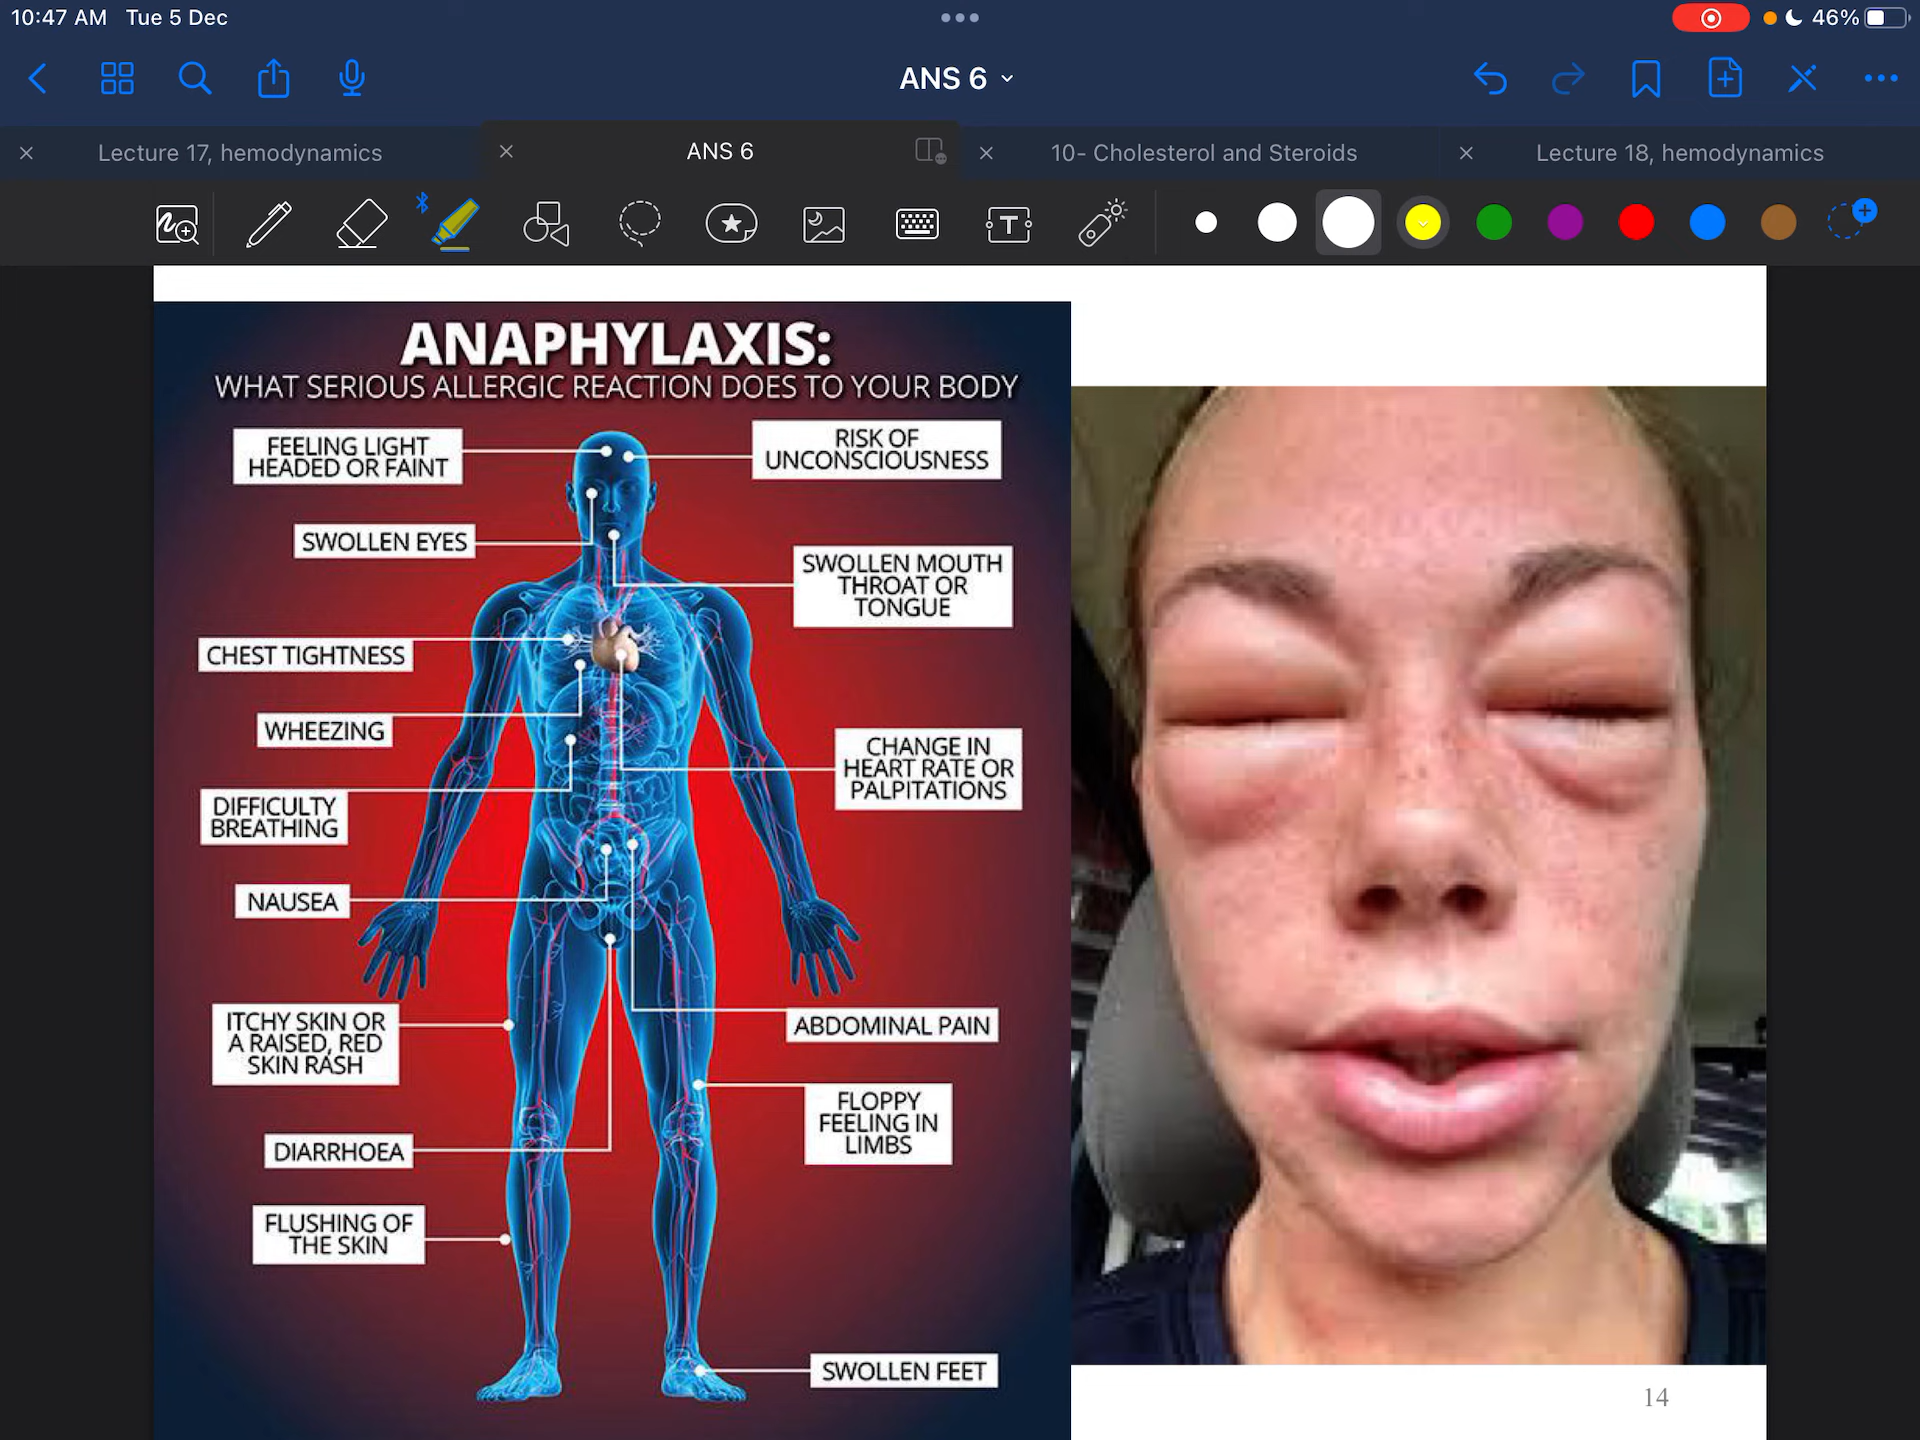 10:47 AM Tue 5 Dec
46%
ANS 6
Lecture 17, hemodynamics
ANS 6
10- Cholesterol and Steroids
Lecture 18, hemodynamics
T
ANAPHYLAXIS:
WHAT SERIOUS ALLERGIC REACTION DOES TO YOUR BODY
FEELING LIGHT
HEADED OR FAINT
RISK OF
UNCONSCIOUSNESS
SWOLLEN EYES
SWOLLEN MOUTH
THROAT OR
TONGUE
CHEST TIGHTNESS
WHEEZING
CHANGE IN
HEART RATE OR
PALPITATIONS
DIFFICULTY
BREATHING
NAUSEA
ITCHY SKIN OR
A RAISED, RED
SKIN RASH
ABDOMINAL PAIN
FLOPPY
FEELING IN
LIMBS
DIARRHOEA
FLUSHING OF
THE SKIN
SWOLLEN FEET
14